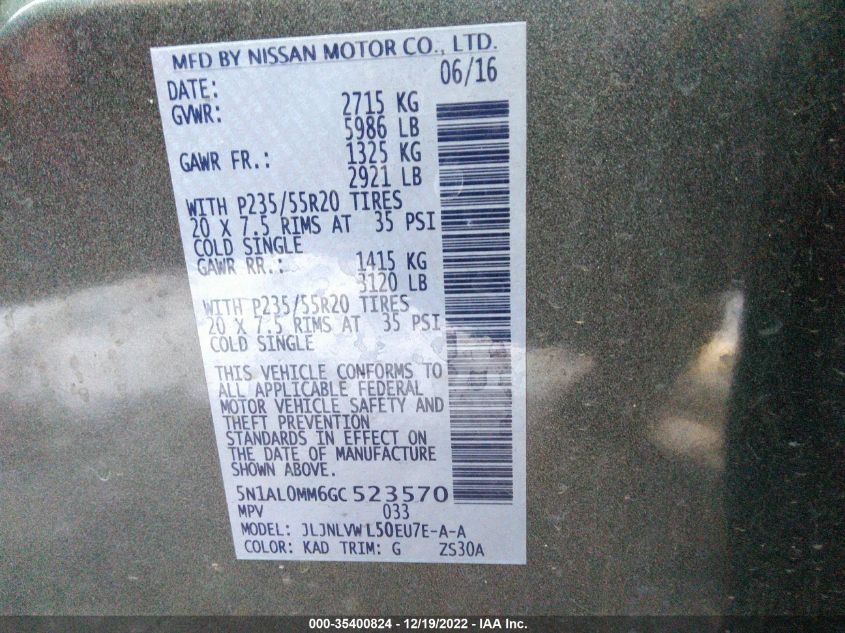 MFD BY NISSAN MOTOR CO., LTD.
DATE: 06/16
GVWR: 2715 KG
5986 LB
GAWR FR.: 1325 KG
2921 LB
WITH P235/55R20 TIRES
20 X 7.5 RIMS AT 35 PSI
COLD SINGLE
GAWR RR.: 1415 KG
3120 LB
WITH P235/55R20 TIRES
20 X 7.5 RIMS AT 35 PSI
COLD SINGLE
THIS VEHICLE CONFORMS TO
ALL APPLICABLE FEDERAL
MOTOR VEHICLE SAFETY AND
THEFT PREVENTION
STANDARDS IN EFFECT ON
THE DATE OF MANUFACTURE
SHOWN ABOVE.
5N1AL0MM6GC523570
MPV 033
MODEL: JLJNLVWL50EU7E-A-A
COLOR: KAD TRIM: G ZS30A
000-35400824 - 12/19/2022 - IAA Inc.